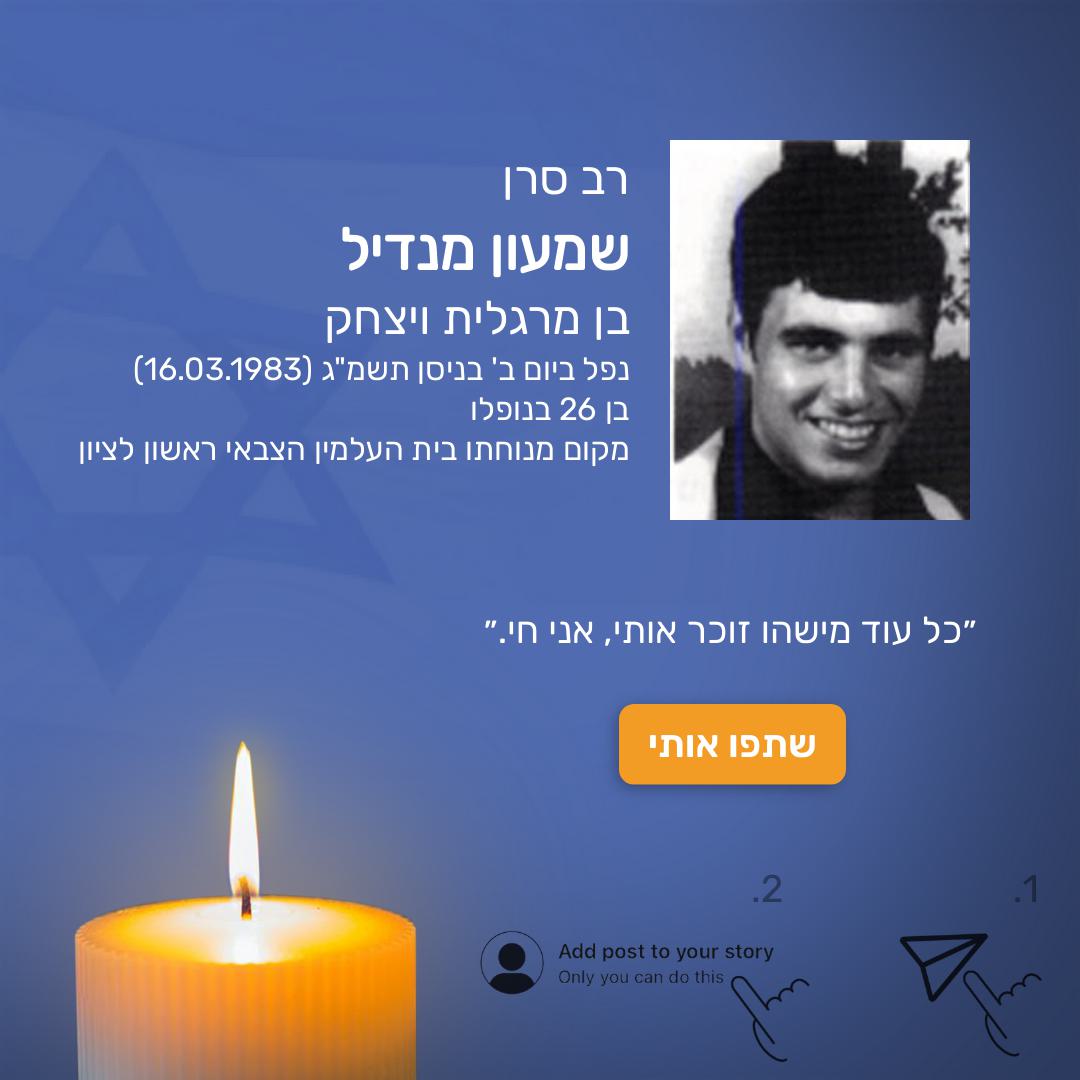 רב סרן
שמעון מנדיל
בן מרגלית ויצחק
נפל ביום ב' בניסן תשמ"ג (16.03.1983)
בן 26 בנופלו
מקום מנוחתו בית העלמין הצבאי ראשון לציון
״כל עוד מישהו זוכר אותי, אני חי.״
שתפו אותי
1.
2.
Add post to your story
Only you can do this